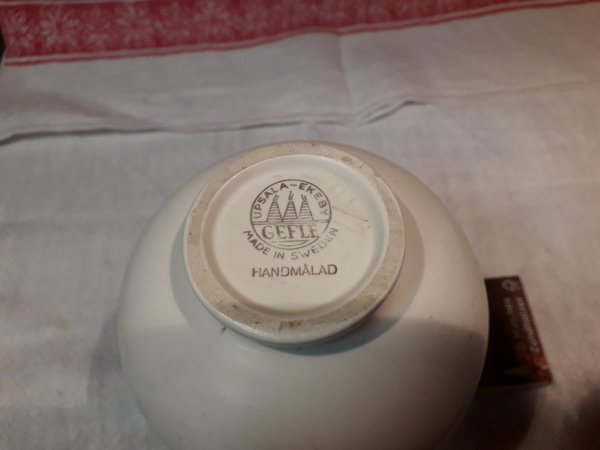 UPSALA-EKEBY
GEFLE
MADE IN SWEDEN
HANDMÅLAD